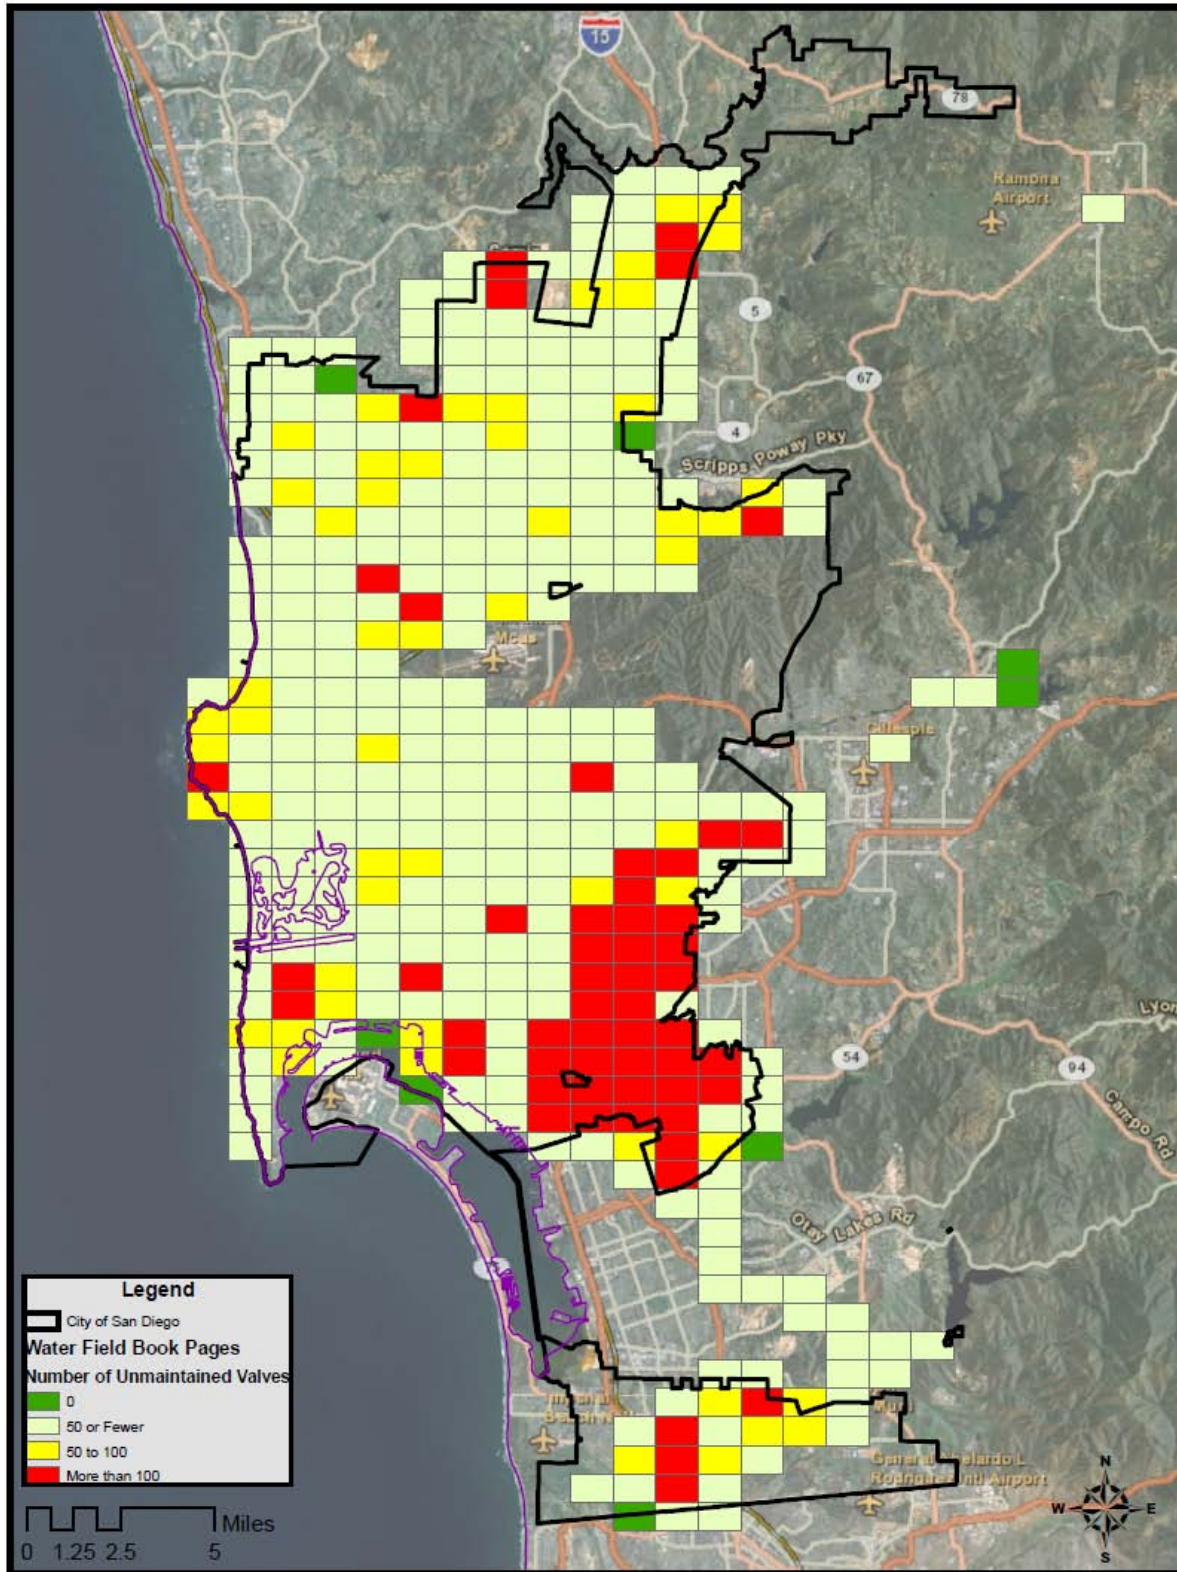 15
78
Ramona
Airport
5
67
4
Scripps Poway Pky
Mcas
Gillespie
Lyon
54
94
Campo Rd
Otay Lakes Rd
Legend
City of San Diego
Water Field Book Pages
Number of Unmaintained Valves
0
50 or Fewer
50 to 100
More than 100
Miles
0 1.25 2.5 5
Airport
N
W E
S